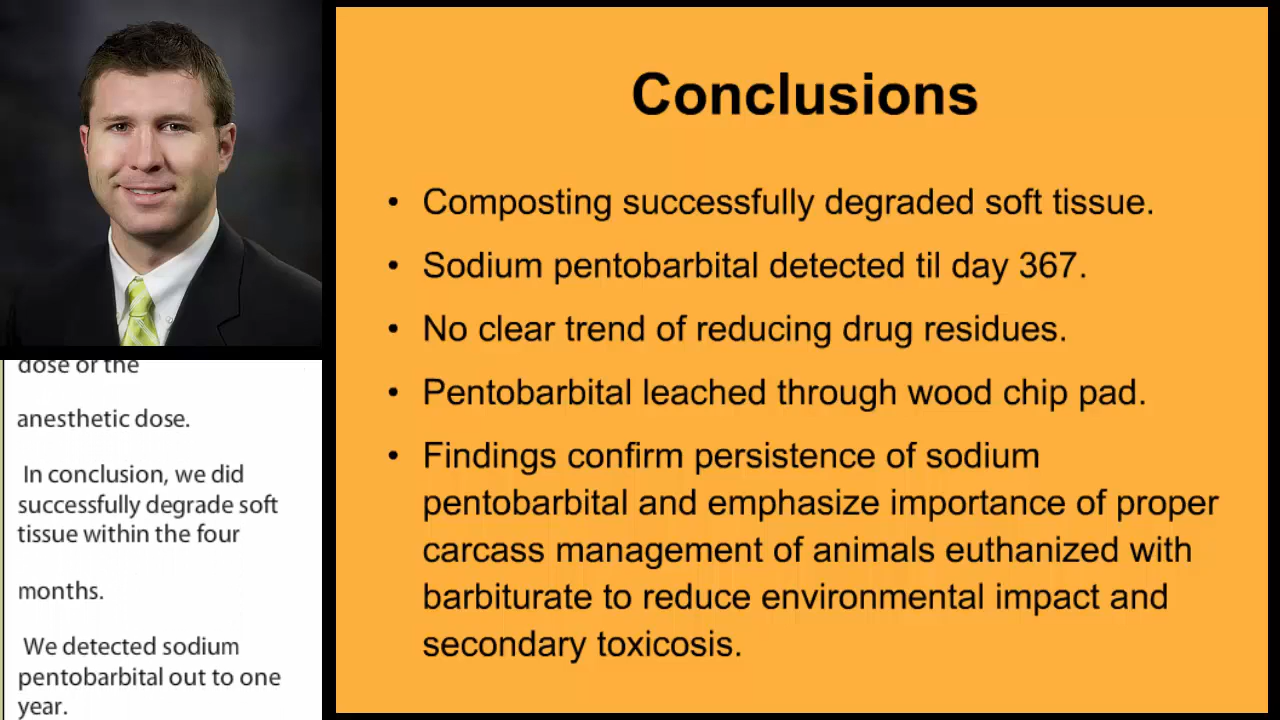 Conclusions
• Composting successfully degraded soft tissue.
• Sodium pentobarbital detected til day 367.
• No clear trend of reducing drug residues.
• Pentobarbital leached through wood chip pad.
• Findings confirm persistence of sodium
pentobarbital and emphasize importance of proper
carcass management of animals euthanized with
barbiturate to reduce environmental impact and
secondary toxicosis.
dose or the
anesthetic dose.
In conclusion, we did
successfully degrade soft
tissue within the four
months.
We detected sodium
pentobarbital out to one
year.